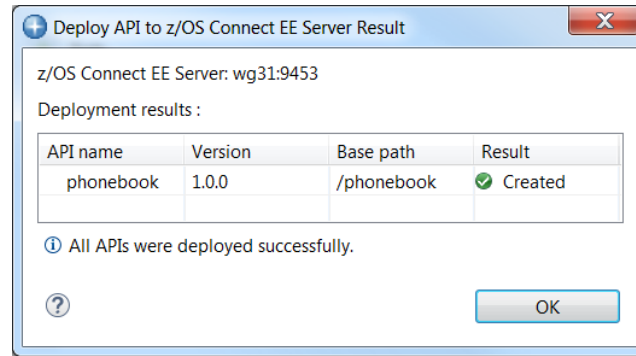 Deploy API to z/OS Connect EE Server Result
X
z/OS Connect EE Server: wg31:9453
Deployment results :
API name Version Base path Result
phonebook 1.0.0 /phonebook Created
All APIs were deployed successfully.
? OK